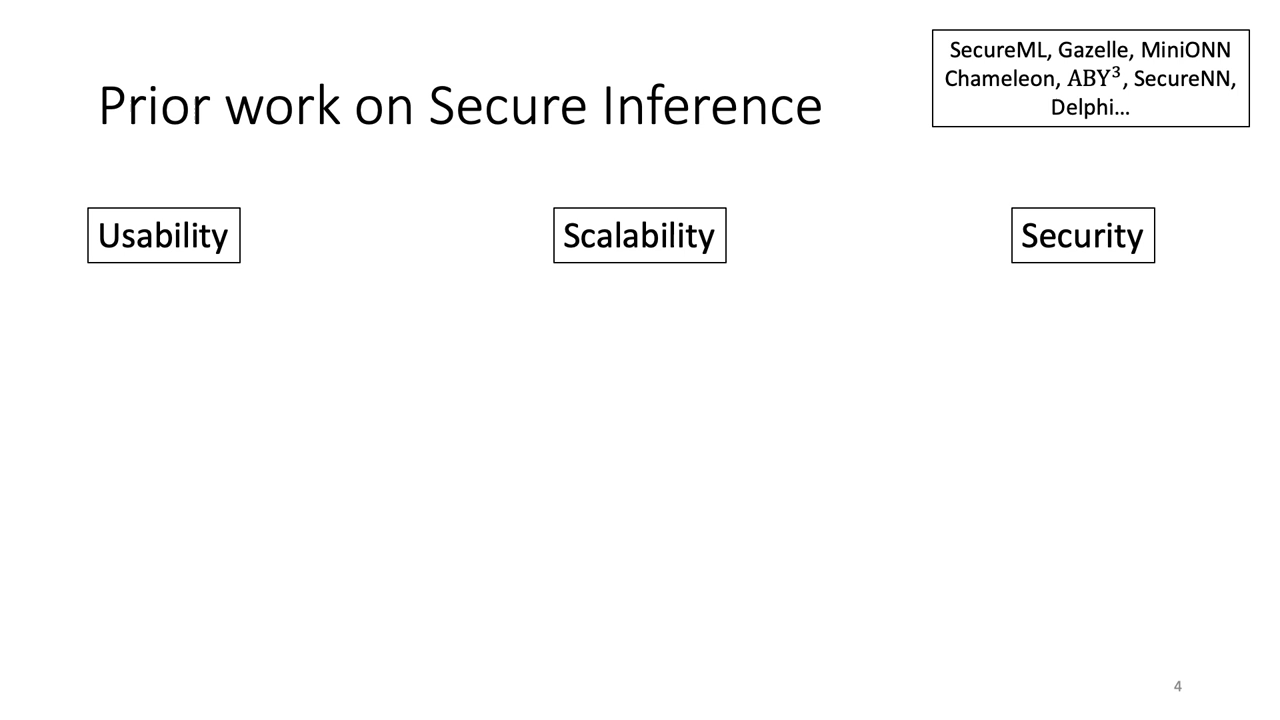 SecureML, Gazelle, MiniONN
Chameleon, ABY³, SecureNN,
Delphi...
Prior work on Secure Inference
Usability
Scalability
Security
4